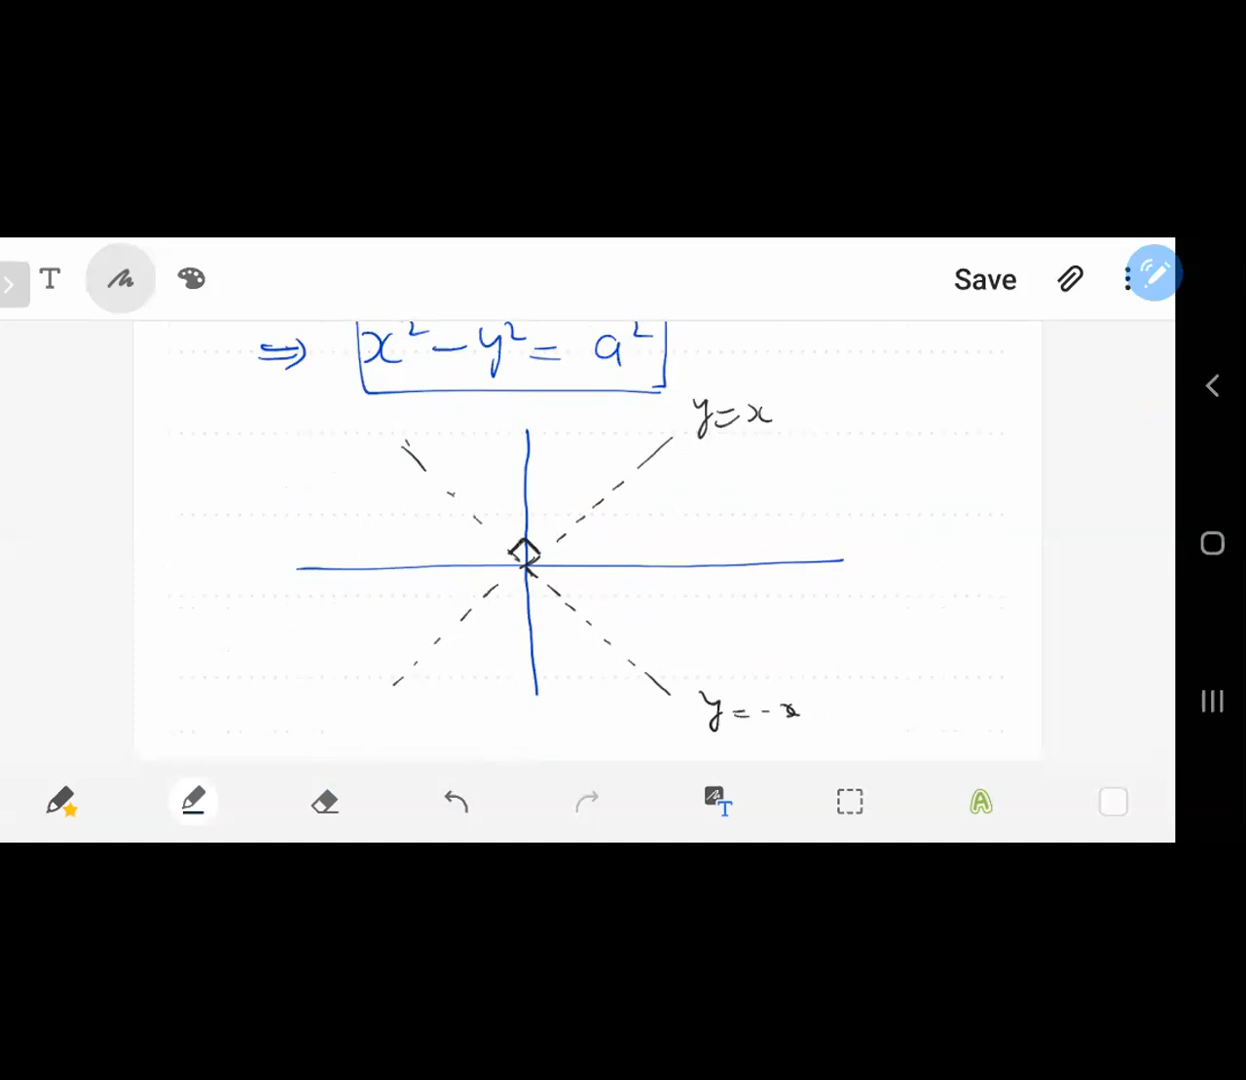 T Save
⇒ x² - y² = a²
y = x
y = - x
T A